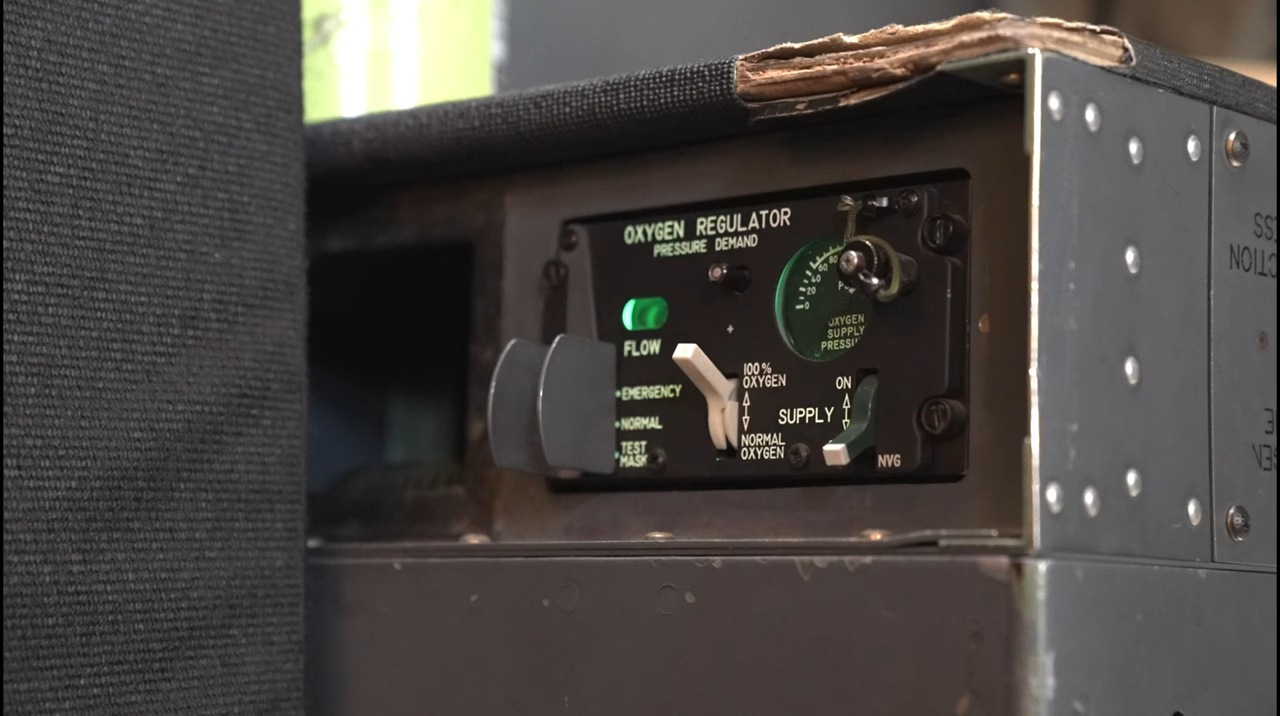 OXYGEN REGULATOR
PRESSURE DEMAND
80
60
40
20
0
OXYGEN
SUPPLY
FLOW
100%
OXYGEN
EMERGENCY
NORMAL
TEST
MASK
NORMAL
OXYGEN
ON
SUPPLY
NVG